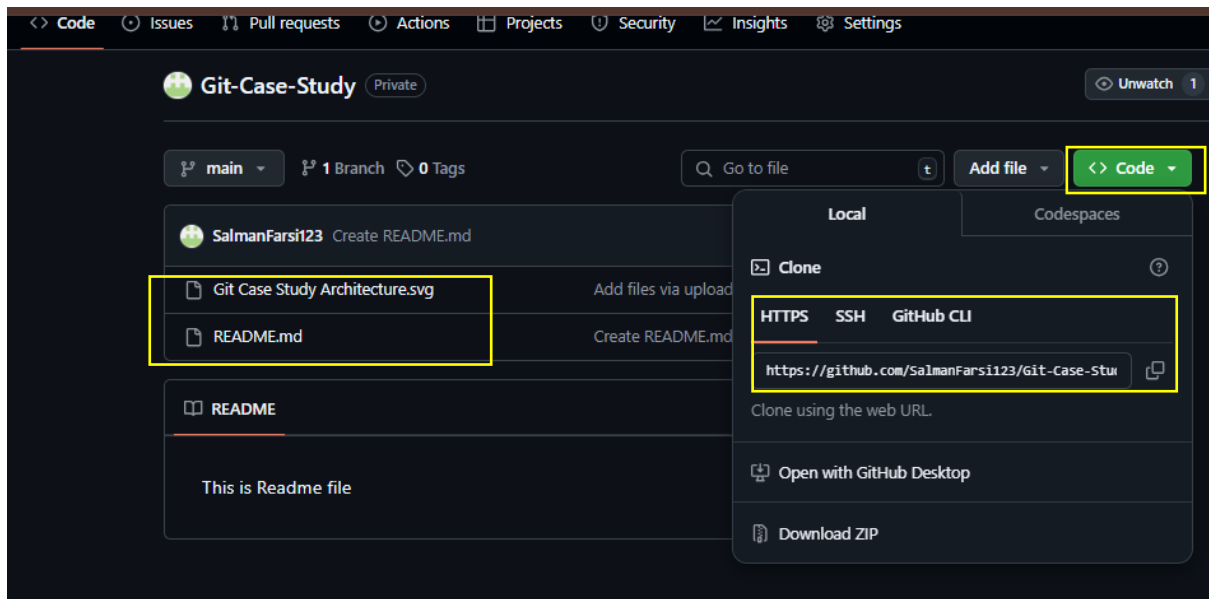 <> Code Issues Pull requests Actions Projects Security Insights Settings
Git-Case-Study Private Unwatch 1
main 1 Branch 0 Tags Go to file t Add file <> Code
Local Codespaces
SalmanFarsi123 Create README.md
Clone
Git Case Study Architecture.svg Add files via upload
HTTPS SSH GitHub CLI
README.md Create README.md
https://github.com/SalmanFarsi123/Git-Case-Stu
README
Clone using the web URL.
Open with GitHub Desktop
This is Readme file
Download ZIP